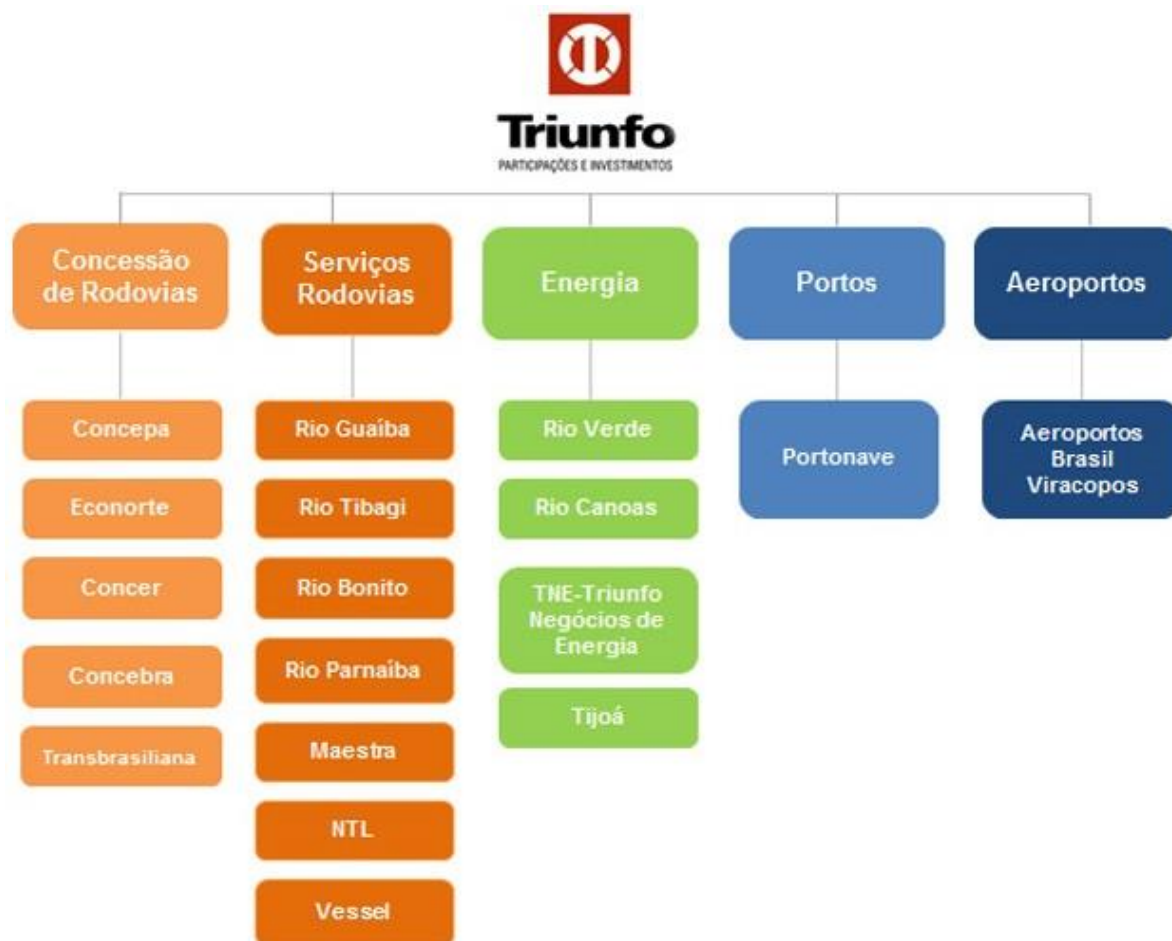 Triunfo
PARTICIPAÇÕES E INVESTIMENTOS
Concessão
de Rodovias
Serviços
Rodovias
Energia
Portos
Aeroportos
Concepa
Econorte
Concer
Concebra
Transbrasiliana
Rio Guaíba
Rio Tibagi
Rio Bonito
Rio Parnaíba
Maestra
NTL
Vessel
Rio Verde
Rio Canoas
TNE-Triunfo
Negócios de
Energia
Tijoá
Portonave
Aeroportos
Brasil
Viracopos